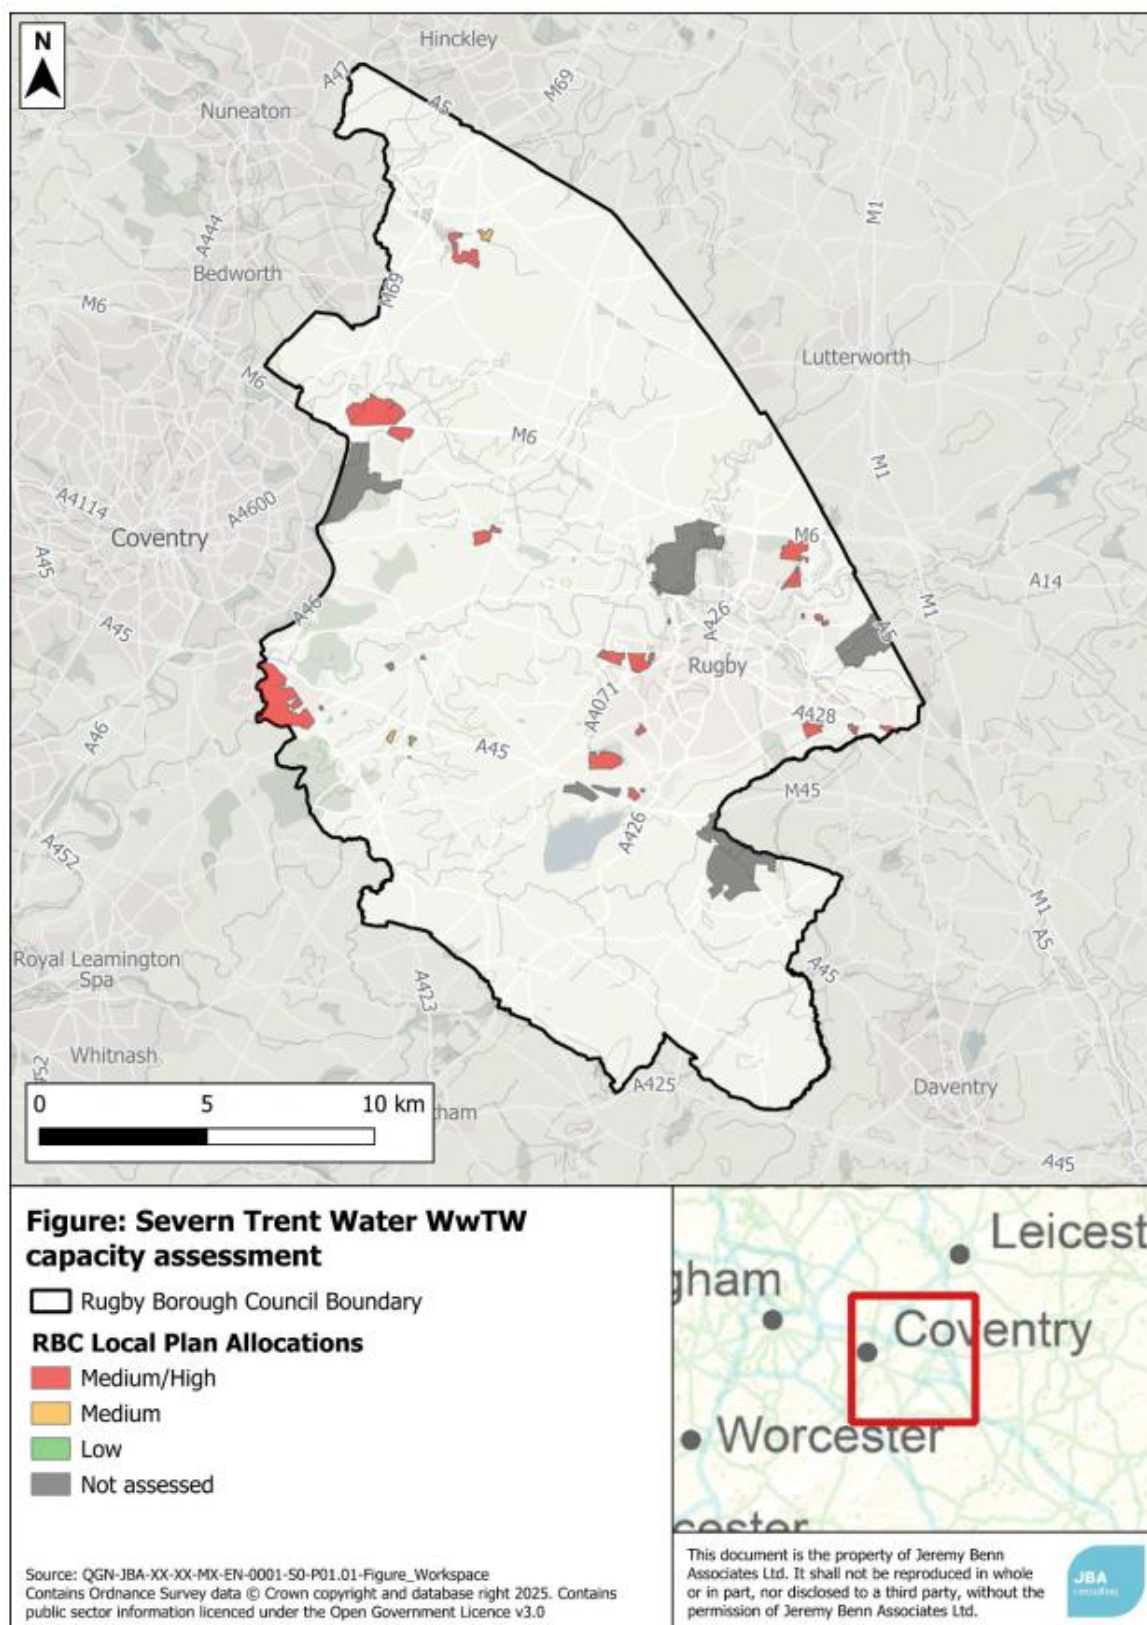 N
Hinckley
A47
A5
M69
Nuneaton
M1
A444
Bedworth
M69
M6
Lutterworth
M6
M6
M1
A4114
A4600
Coventry
M6
A45
A14
A46
A426
M1
A45
A5
Rugby
A4071
A428
A46
A45
M45
A426
A452
M1
A5
Royal Leamington
Spa
A45
A423
Whitnash
A425
Daventry
A45
0 5 10 km
Figure: Severn Trent Water WwTW
capacity assessment
Rugby Borough Council Boundary
RBC Local Plan Allocations
Medium/High
Medium
Low
Not assessed
Source: QGN-JBA-XX-XX-MX-EN-0001-S0-P01.01-Figure_Workspace
Contains Ordnance Survey data © Crown copyright and database right 2025. Contains
public sector information licenced under the Open Government Licence v3.0
Leicest
gham
Coventry
Worcester
cester
This document is the property of Jeremy Benn
Associates Ltd. It shall not be reproduced in whole
or in part, nor disclosed to a third party, without the
permission of Jeremy Benn Associates Ltd.
JBA
consulting